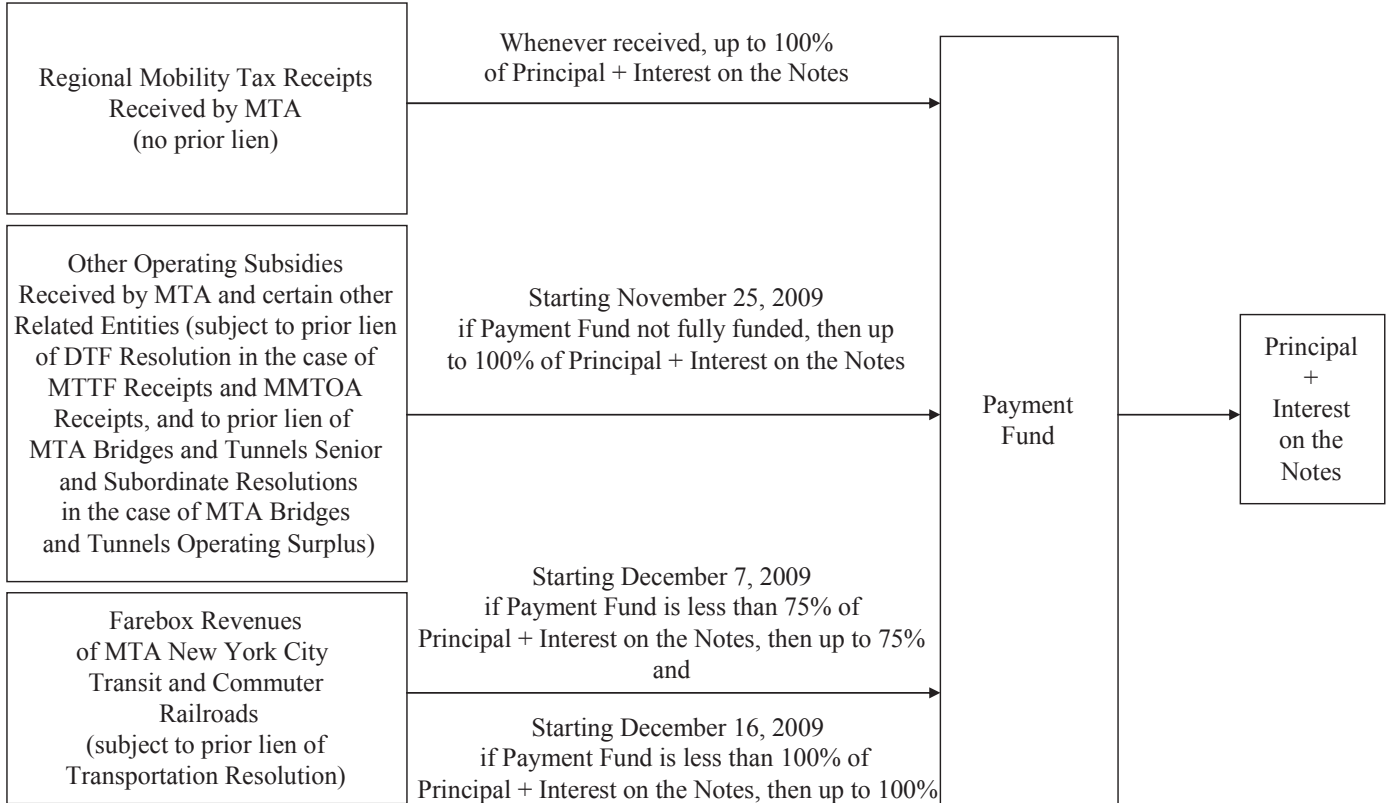 Regional Mobility Tax Receipts
Received by MTA
(no prior lien)
Whenever received, up to 100%
of Principal + Interest on the Notes
Other Operating Subsidies
Received by MTA and certain other
Related Entities (subject to prior lien
of DTF Resolution in the case of
MTTF Receipts and MMTOA
Receipts, and to prior lien of
MTA Bridges and Tunnels Senior
and Subordinate Resolutions
in the case of MTA Bridges
and Tunnels Operating Surplus)
Starting November 25, 2009
if Payment Fund not fully funded, then up
to 100% of Principal + Interest on the Notes
Farebox Revenues
of MTA New York City
Transit and Commuter
Railroads
(subject to prior lien of
Transportation Resolution)
Starting December 7, 2009
if Payment Fund is less than 75% of
Principal + Interest on the Notes, then up to 75%
and
Starting December 16, 2009
if Payment Fund is less than 100% of
Principal + Interest on the Notes, then up to 100%
Payment
Fund
Principal
+
Interest
on the
Notes